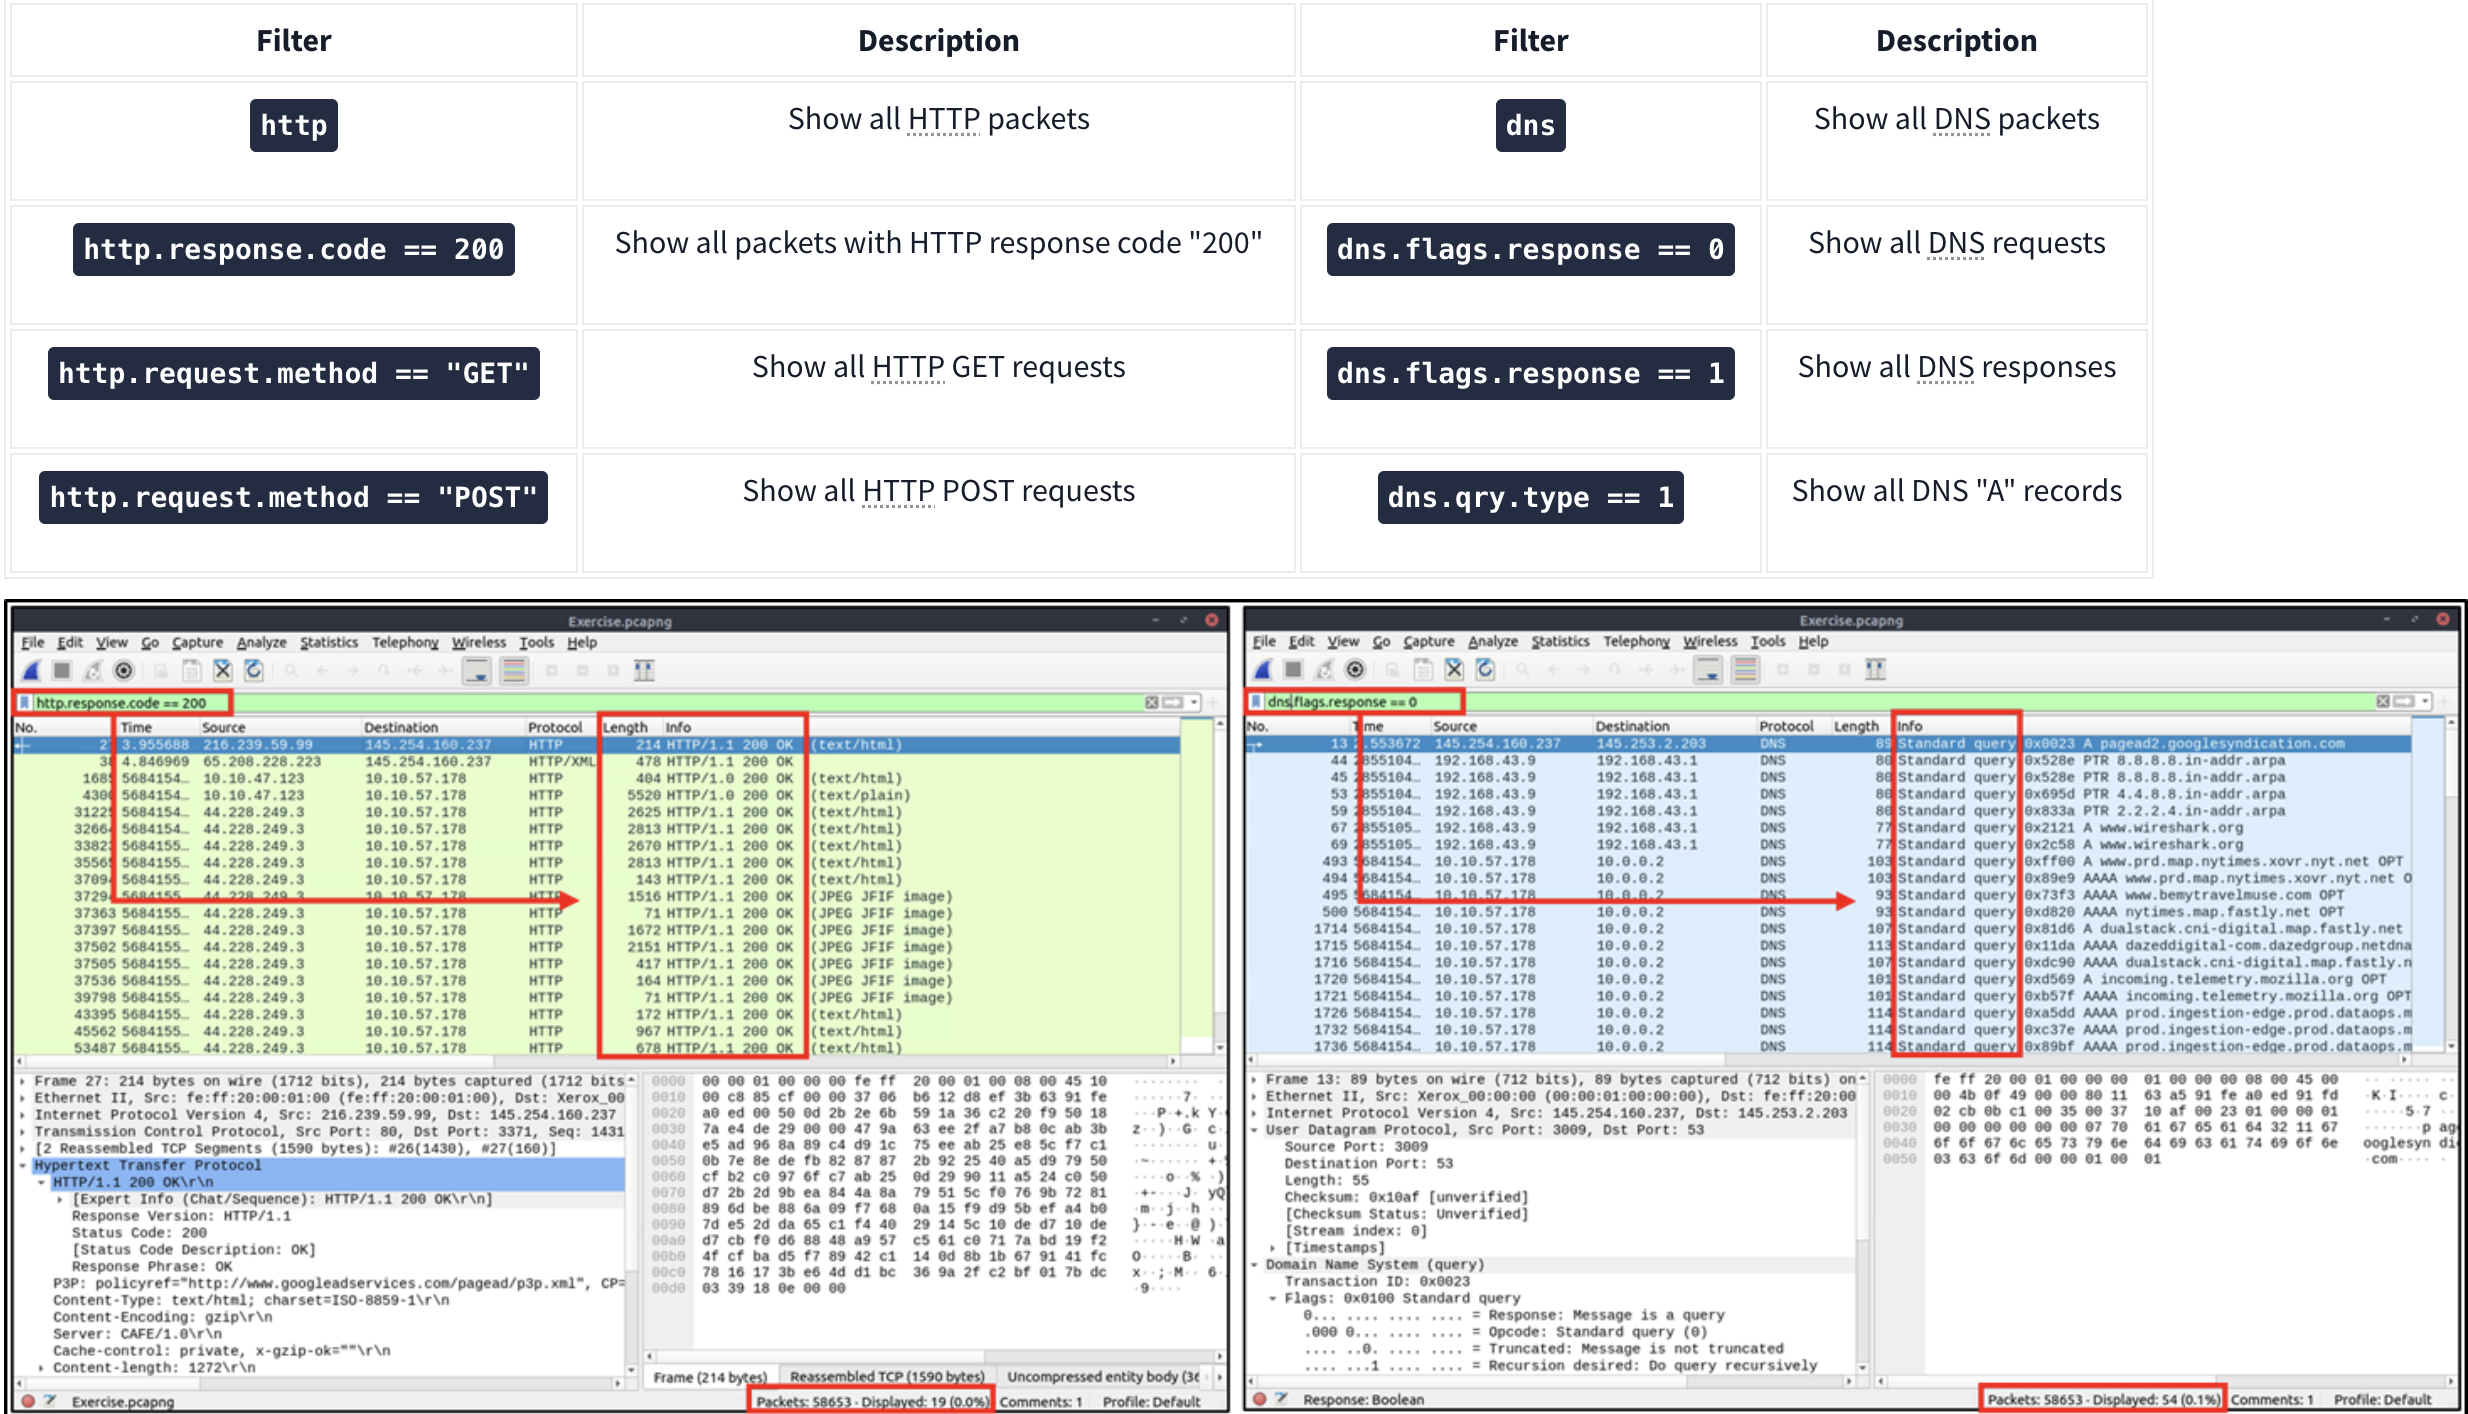 Filter Description Filter Description
http Show all HTTP packets dns Show all DNS packets
http.response.code == 200 Show all packets with HTTP response code "200" dns.flags.response == 0 Show all DNS requests
http.request.method == "GET" Show all HTTP GET requests dns.flags.response == 1 Show all DNS responses
http.request.method == "POST" Show all HTTP POST requests dns.qry.type == 1 Show all DNS "A" records
Exercise.pcapng
File Edit View Go Capture Analyze Statistics Telephony Wireless Tools Help
http.response.code == 200
No. Time Source Destination Protocol Length Info
27 3.955688 216.239.59.99 145.254.160.237 HTTP 214 HTTP/1.1 200 OK (text/html)
38 4.846969 65.208.228.223 145.254.160.237 HTTP/XML 478 HTTP/1.1 200 OK
1685 5684154… 10.10.47.123 10.10.57.178 HTTP 404 HTTP/1.0 200 OK (text/html)
4300 5684154… 10.10.47.123 10.10.57.178 HTTP 5520 HTTP/1.0 200 OK (text/plain)
31225 5684155… 44.228.249.3 10.10.57.178 HTTP 2625 HTTP/1.1 200 OK (text/html)
32664 5684154… 44.228.249.3 10.10.57.178 HTTP 2813 HTTP/1.1 200 OK (text/html)
33823 5684155… 44.228.249.3 10.10.57.178 HTTP 2670 HTTP/1.1 200 OK (text/html)
35565 5684155… 44.228.249.3 10.10.57.178 HTTP 2813 HTTP/1.1 200 OK (text/html)
37094 5684155… 44.228.249.3 10.10.57.178 HTTP 143 HTTP/1.1 200 OK (text/html)
37294 5684155… 44.228.249.3 10.10.57.178 HTTP 1516 HTTP/1.1 200 OK (JPEG JFIF image)
37363 5684155… 44.228.249.3 10.10.57.178 HTTP 71 HTTP/1.1 200 OK (JPEG JFIF image)
37397 5684155… 44.228.249.3 10.10.57.178 HTTP 1672 HTTP/1.1 200 OK (JPEG JFIF image)
37502 5684155… 44.228.249.3 10.10.57.178 HTTP 2151 HTTP/1.1 200 OK (JPEG JFIF image)
37505 5684155… 44.228.249.3 10.10.57.178 HTTP 417 HTTP/1.1 200 OK (JPEG JFIF image)
37536 5684155… 44.228.249.3 10.10.57.178 HTTP 164 HTTP/1.1 200 OK (JPEG JFIF image)
39798 5684155… 44.228.249.3 10.10.57.178 HTTP 71 HTTP/1.1 200 OK (JPEG JFIF image)
43395 5684155… 44.228.249.3 10.10.57.178 HTTP 172 HTTP/1.1 200 OK (text/html)
45562 5684155… 44.228.249.3 10.10.57.178 HTTP 967 HTTP/1.1 200 OK (text/html)
53487 5684155… 44.228.249.3 10.10.57.178 HTTP 678 HTTP/1.1 200 OK (text/html)
Frame 27: 214 bytes on wire (1712 bits), 214 bytes captured (1712 bits
Ethernet II, Src: fe:ff:20:00:01:00 (fe:ff:20:00:01:00), Dst: Xerox_00
Internet Protocol Version 4, Src: 216.239.59.99, Dst: 145.254.160.237
Transmission Control Protocol, Src Port: 80, Dst Port: 3371, Seq: 1431
[2 Reassembled TCP Segments (1590 bytes): #26(1430), #27(160)]
Hypertext Transfer Protocol
HTTP/1.1 200 OK\r\n
[Expert Info (Chat/Sequence): HTTP/1.1 200 OK\r\n]
Response Version: HTTP/1.1
Status Code: 200
[Status Code Description: OK]
Response Phrase: OK
P3P: policyref="http://www.googleadservices.com/pagead/p3p.xml", CP=
Content-Type: text/html; charset=ISO-8859-1\r\n
Content-Encoding: gzip\r\n
Server: CAFE/1.0\r\n
Cache-control: private, x-gzip-ok=""\r\n
Content-length: 1272\r\n
0000 00 00 01 00 00 00 fe ff 20 00 01 00 08 00 45 10
0010 00 c8 85 cf 00 00 37 06 b6 12 d8 ef 3b 63 91 fe
0020 a0 ed 00 50 0d 2b 2e 6b 59 1a 36 c2 20 f9 50 18
0030 7a e4 de 29 00 00 47 9a 63 ee 2f a7 b8 0c ab 3b
0040 e5 ad 96 8a 89 c4 d9 1c 75 ee ab 25 e8 5c f7 c1
0050 0b 7e 8e de fb 82 87 87 2b 92 25 40 a5 d9 79 50
0060 cf b2 c0 97 6f c7 ab 25 0d 29 90 11 a5 24 c0 50
0070 d7 2b 2d 9b ea 84 4a 8a 79 51 5c f0 76 9b 72 81
0080 89 6d be 88 6a 09 f7 68 0a 15 f9 d9 5b ef a4 b0
0090 7d e5 2d da 65 c1 f4 40 29 14 5c 10 de d7 10 de
00a0 d7 cb f0 d6 88 48 a9 57 c5 61 c0 71 7a bd 19 f2
00b0 4f cf ba d5 f7 89 42 c1 14 0d 8b 1b 67 91 41 fc
00c0 78 16 17 3b e6 4d d1 bc 36 9a 2f c2 bf 01 7b dc
00d0 03 39 18 0e 00 00
Frame (214 bytes) Reassembled TCP (1590 bytes) Uncompressed entity body (36
Exercise.pcapng Packets: 58653 · Displayed: 19 (0.0%) Comments: 1 Profile: Default
Exercise.pcapng
File Edit View Go Capture Analyze Statistics Telephony Wireless Tools Help
dns.flags.response == 0
No. Time Source Destination Protocol Length Info
13 2.553672 145.254.160.237 145.253.2.203 DNS 89 Standard query 0x0023 A pagead2.googlesyndication.com
44 2855104… 192.168.43.9 192.168.43.1 DNS 80 Standard query 0x528e PTR 8.8.8.8.in-addr.arpa
45 2855104… 192.168.43.9 192.168.43.1 DNS 80 Standard query 0x528e PTR 8.8.8.8.in-addr.arpa
53 2855104… 192.168.43.9 192.168.43.1 DNS 80 Standard query 0x695d PTR 4.4.8.8.in-addr.arpa
59 2855104… 192.168.43.9 192.168.43.1 DNS 80 Standard query 0x833a PTR 2.2.2.4.in-addr.arpa
67 2855105… 192.168.43.9 192.168.43.1 DNS 77 Standard query 0x2121 A www.wireshark.org
69 2855105… 192.168.43.9 192.168.43.1 DNS 77 Standard query 0x2c58 A www.wireshark.org
493 5684154… 10.10.57.178 10.0.0.2 DNS 103 Standard query 0xff00 A www.prd.map.nytimes.xovr.nyt.net OPT
494 5684154… 10.10.57.178 10.0.0.2 DNS 103 Standard query 0x89e9 AAAA www.prd.map.nytimes.xovr.nyt.net O
495 5684154… 10.10.57.178 10.0.0.2 DNS 93 Standard query 0x73f3 AAAA www.bemytravelmuse.com OPT
500 5684154… 10.10.57.178 10.0.0.2 DNS 93 Standard query 0xd820 AAAA nytimes.map.fastly.net OPT
1714 5684154… 10.10.57.178 10.0.0.2 DNS 107 Standard query 0x81d6 A dualstack.cni-digital.map.fastly.net
1715 5684154… 10.10.57.178 10.0.0.2 DNS 113 Standard query 0x11da AAAA dazeddigital-com.dazedgroup.netdna
1716 5684154… 10.10.57.178 10.0.0.2 DNS 107 Standard query 0xdc90 AAAA dualstack.cni-digital.map.fastly.n
1720 5684154… 10.10.57.178 10.0.0.2 DNS 101 Standard query 0xd569 A incoming.telemetry.mozilla.org OPT
1721 5684154… 10.10.57.178 10.0.0.2 DNS 101 Standard query 0xb57f AAAA incoming.telemetry.mozilla.org OPT
1726 5684154… 10.10.57.178 10.0.0.2 DNS 114 Standard query 0xa5dd AAAA prod.ingestion-edge.prod.dataops.m
1732 5684154… 10.10.57.178 10.0.0.2 DNS 114 Standard query 0xc37e AAAA prod.ingestion-edge.prod.dataops.m
1736 5684154… 10.10.57.178 10.0.0.2 DNS 114 Standard query 0x89bf AAAA prod.ingestion-edge.prod.dataops.m
Frame 13: 89 bytes on wire (712 bits), 89 bytes captured (712 bits) on
Ethernet II, Src: Xerox_00:00:00 (00:00:01:00:00:00), Dst: fe:ff:20:00
Internet Protocol Version 4, Src: 145.254.160.237, Dst: 145.253.2.203
User Datagram Protocol, Src Port: 3009, Dst Port: 53
Source Port: 3009
Destination Port: 53
Length: 55
Checksum: 0x10af [unverified]
[Checksum Status: Unverified]
[Stream index: 0]
[Timestamps]
Domain Name System (query)
Transaction ID: 0x0023
Flags: 0x0100 Standard query
0... .... .... .... = Response: Message is a query
.000 0... .... .... = Opcode: Standard query (0)
.... ..0. .... .... = Truncated: Message is not truncated
.... ...1 .... .... = Recursion desired: Do query recursively
0000 fe ff 20 00 01 00 00 00 01 00 00 00 08 00 45 00
0010 00 4b 0f 49 00 00 80 11 63 a5 91 fe a0 ed 91 fd
0020 02 cb 0b c1 00 35 00 37 10 af 00 23 01 00 00 01
0030 00 00 00 00 00 00 07 70 61 67 65 61 64 32 11 67
0040 6f 6f 67 6c 65 73 79 6e 64 69 63 61 74 69 6f 6e
0050 03 63 6f 6d 00 00 01 00 01
Response: Boolean Packets: 58653 · Displayed: 54 (0.1%) Comments: 1 Profile: Default